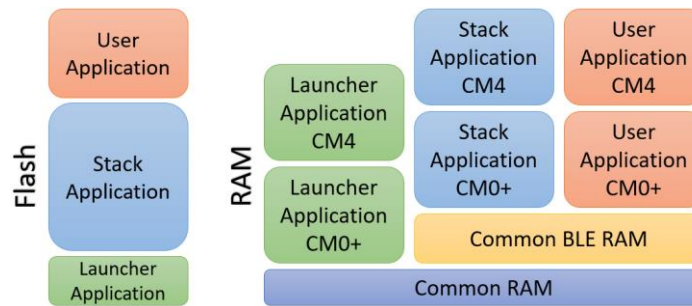 Flash
User
Application
Stack
Application
Launcher
Application
RAM
Launcher
Application
CM4
Launcher
Application
CM0+
Stack
Application
CM4
User
Application
CM4
Stack
Application
CM0+
User
Application
CM0+
Common BLE RAM
Common RAM